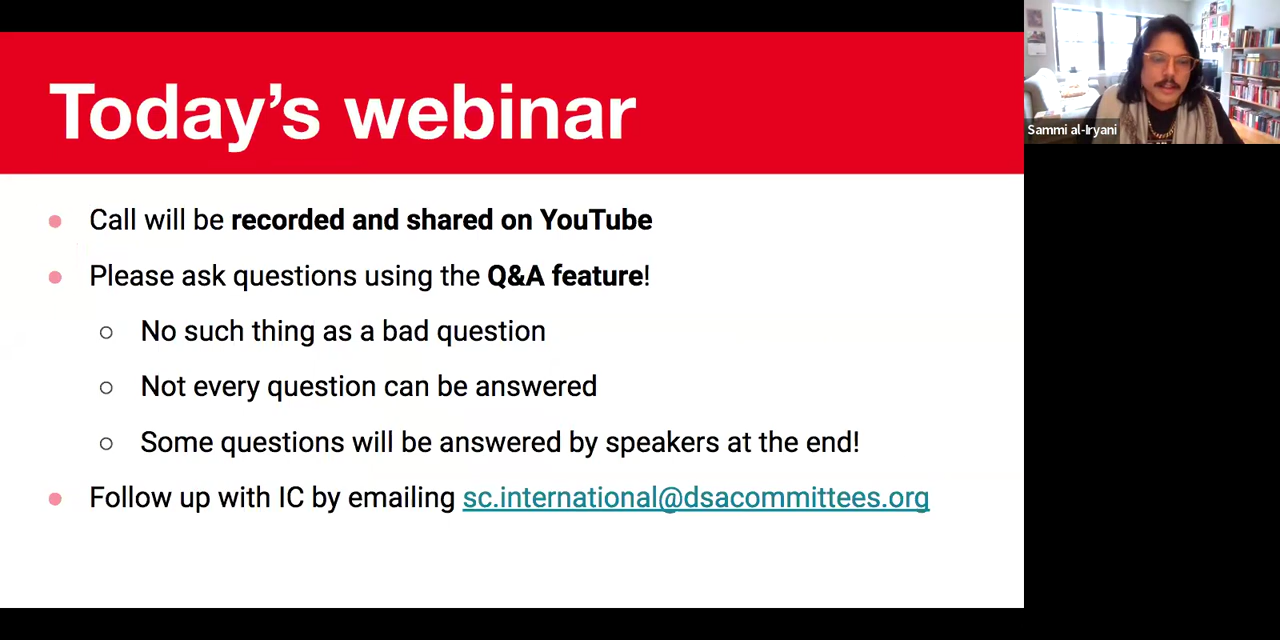 Today’s webinar
Sammi al-Iryani
Call will be recorded and shared on YouTube
Please ask questions using the Q&A feature!
No such thing as a bad question
Not every question can be answered
Some questions will be answered by speakers at the end!
Follow up with IC by emailing sc.international@dsacommittees.org